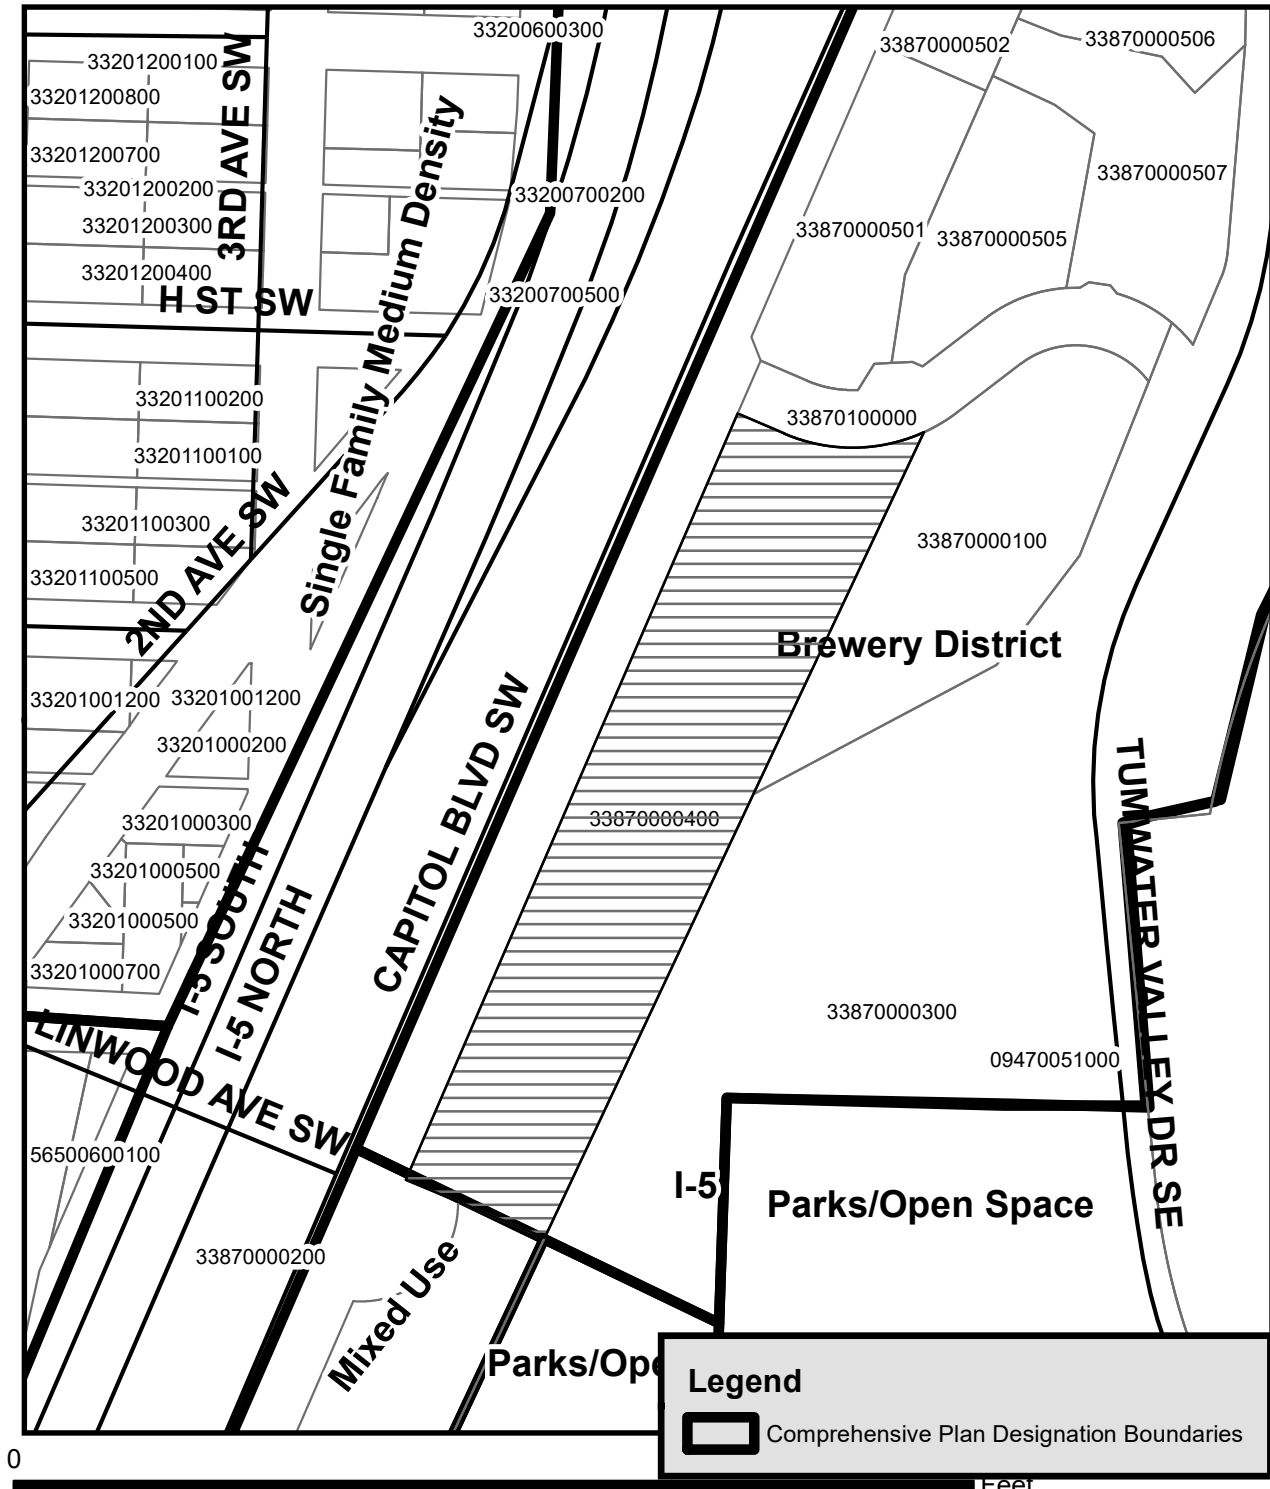 33200600300
33870000502
33870000506
33201200100
33201200800
3RD AVE SW
33201200700
33870000507
33201200200
33200700200
33201200300
33870000501
33870000505
33201200400
H ST SW
33200700500
Single Family Medium Density
33201100200
33870100000
33201100100
33201100300
33870000100
33201100500
2ND AVE SW
Brewery District
33201001200
33201001200
33201000200
33201000300
33870000400
CAPITOL BLVD SW
33201000500
33201000500
33201000700
I-5 SOUTH
I-5 NORTH
33870000300
LINWOOD AVE SW
09470051000
TUMWATER VALLEY DR SE
56500600100
I-5
Parks/Open Space
33870000200
Mixed Use
Parks/Ope
Legend
Comprehensive Plan Designation Boundaries
0
Feet